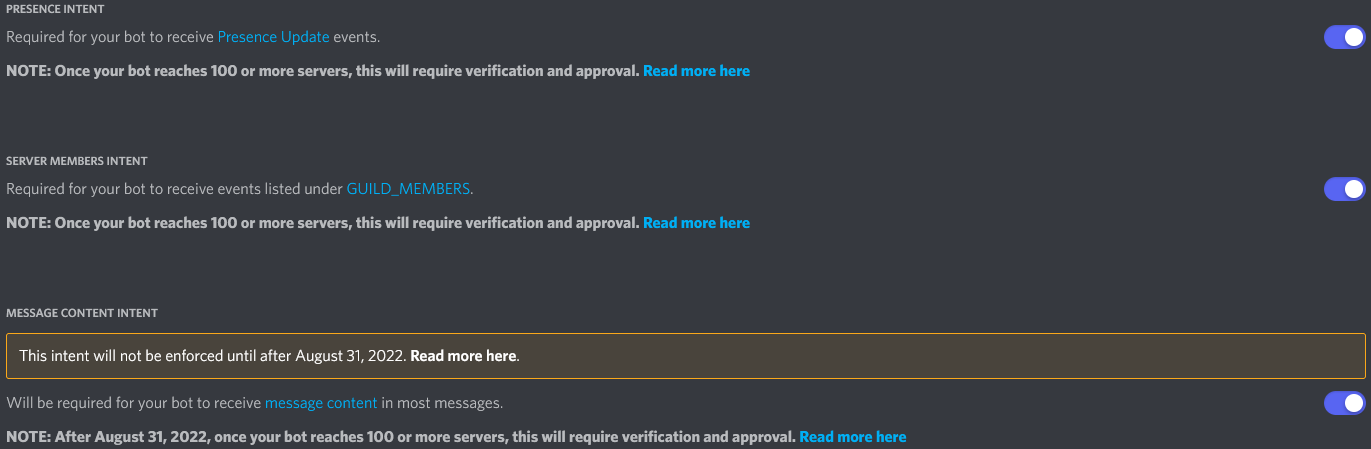 PRESENCE INTENT
Required for your bot to receive Presence Update events.
NOTE: Once your bot reaches 100 or more servers, this will require verification and approval. Read more here
SERVER MEMBERS INTENT
Required for your bot to receive events listed under GUILD_MEMBERS.
NOTE: Once your bot reaches 100 or more servers, this will require verification and approval. Read more here
MESSAGE CONTENT INTENT
This intent will not be enforced until after August 31, 2022. Read more here.
Will be required for your bot to receive message content in most messages.
NOTE: After August 31, 2022, once your bot reaches 100 or more servers, this will require verification and approval. Read more here